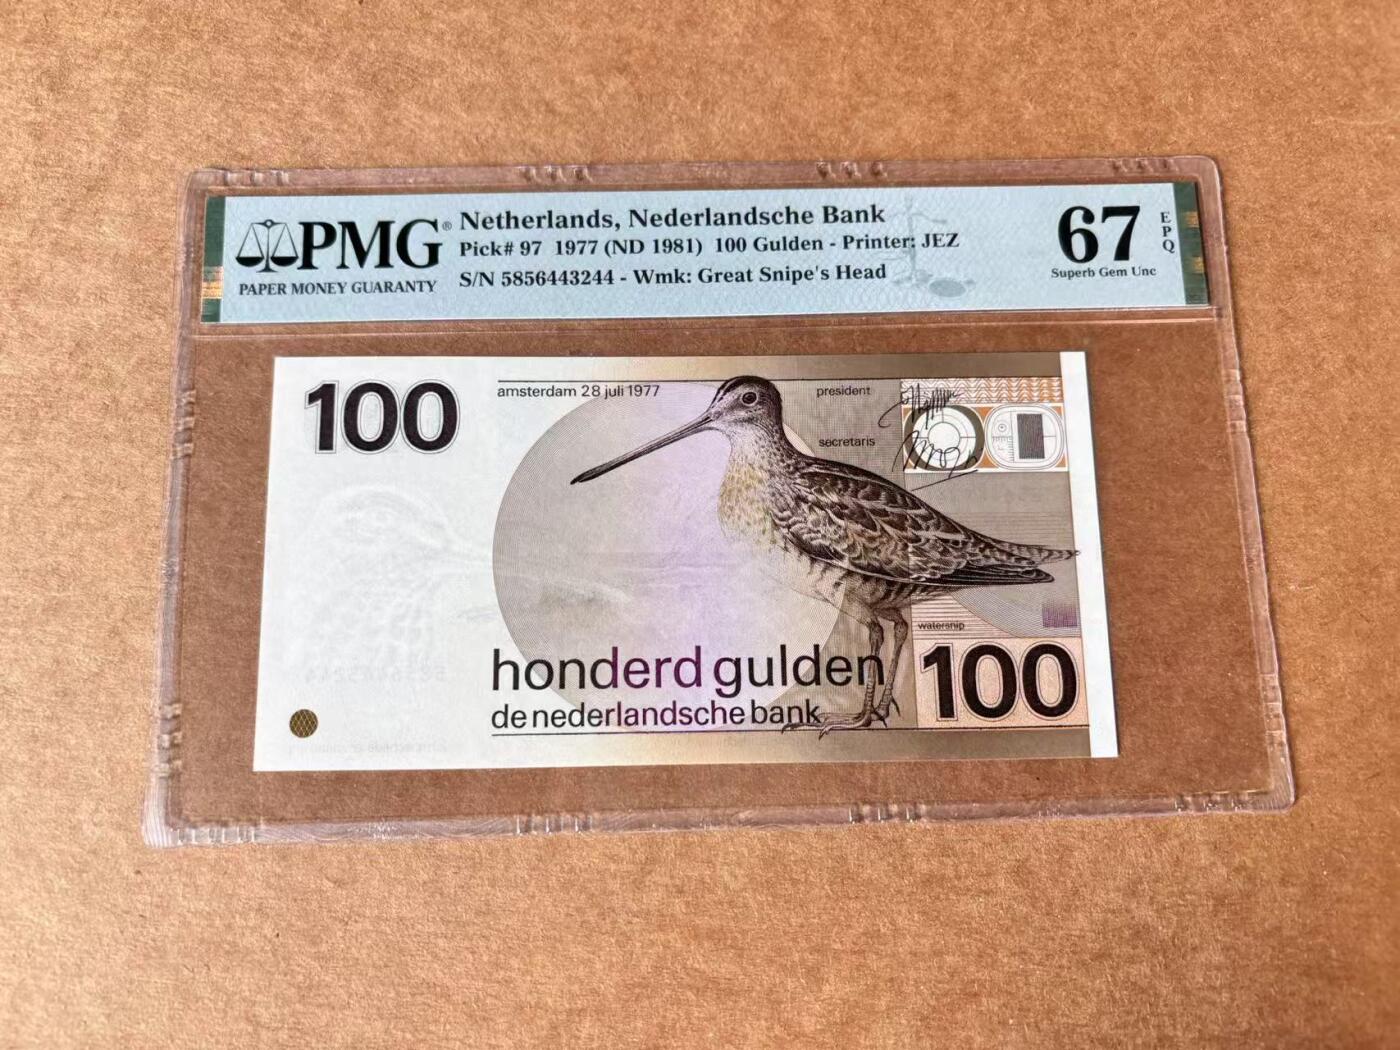 PMG®
PAPER MONEY GUARANTY
Netherlands, Nederlandsche Bank
Pick# 97 1977 (ND 1981) 100 Gulden - Printer: JEZ
S/N 5856443244 - Wmk: Great Snipe's Head
67
EPQ
Superb Gem Unc
100
amsterdam 28 juli 1977
president
secretaris
watersnip
honderd gulden
100
de nederlandsche bank